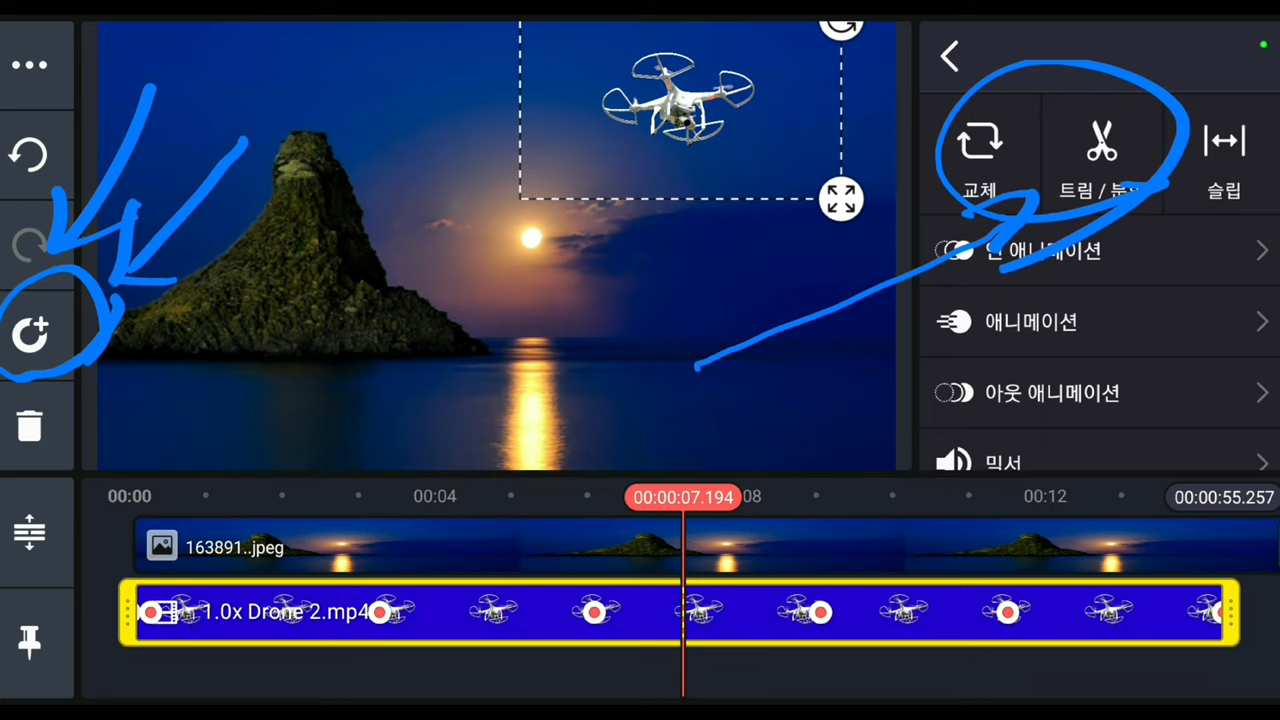 교체
트림 /
슬립
인 애니메이션
애니메이션
아웃 애니메이션
믹서
00:00
00:04
00:00:07.194
08
00:12
00:00:55.257
163891..jpeg
1.0x Drone 2.mp4